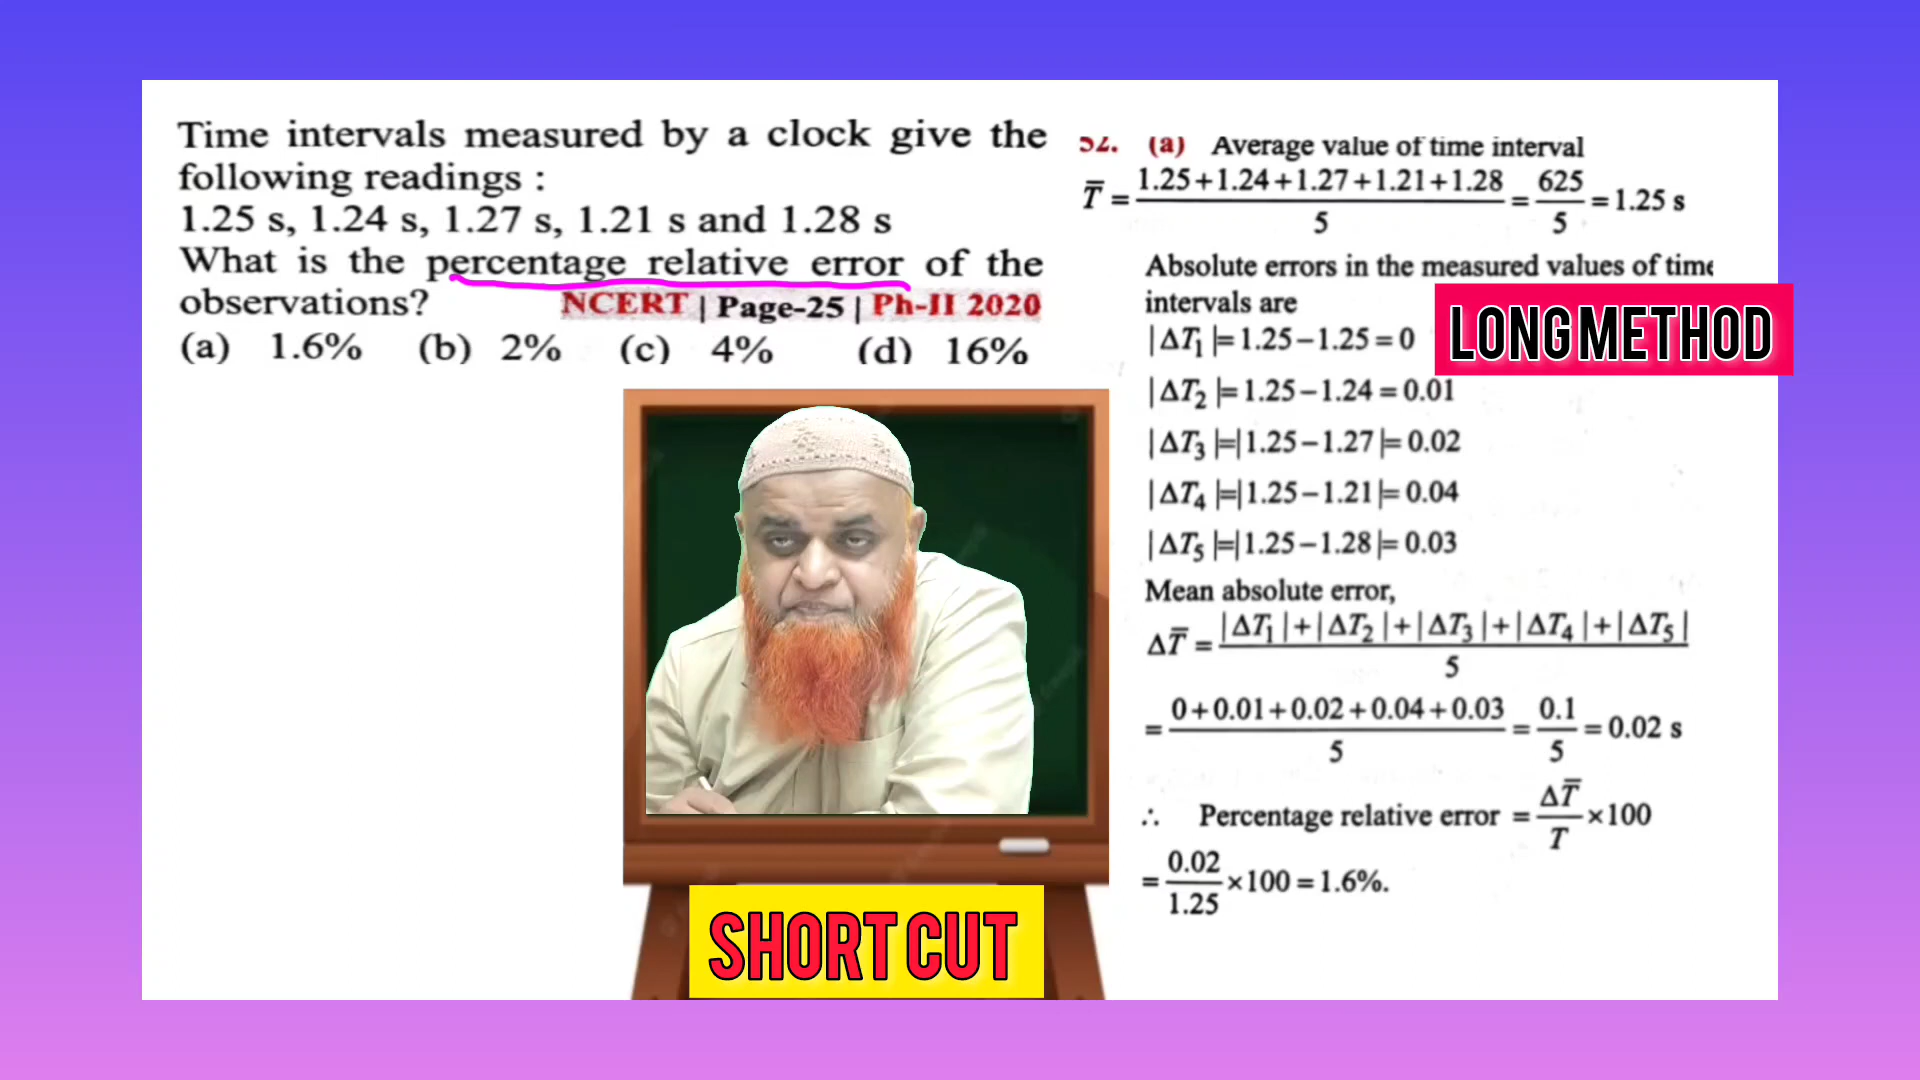 Time intervals measured by a clock give the
following readings :
1.25 s, 1.24 s, 1.27 s, 1.21 s and 1.28 s
What is the percentage relative error of the
observations?
NCERT | Page-25 | Ph-II 2020
(a) 1.6% (b) 2% (c) 4% (d) 16%
SHORT CUT
52. (a) Average value of time interval
T̅ = (1.25+1.24+1.27+1.21+1.28)/5 = 625/5 = 1.25 s
Absolute errors in the measured values of time
intervals are
LONG METHOD
|ΔT₁|= 1.25−1.25 = 0
|ΔT₂|= 1.25−1.24 = 0.01
|ΔT₃|=|1.25−1.27|= 0.02
|ΔT₄|=|1.25−1.21|= 0.04
|ΔT₅|=|1.25−1.28|= 0.03
Mean absolute error,
ΔT̅ = (|ΔT₁|+|ΔT₂|+|ΔT₃|+|ΔT₄|+|ΔT₅|)/5
= (0+0.01+0.02+0.04+0.03)/5 = 0.1/5 = 0.02 s
∴ Percentage relative error = ΔT̅/T ×100
= 0.02/1.25 ×100 = 1.6%.